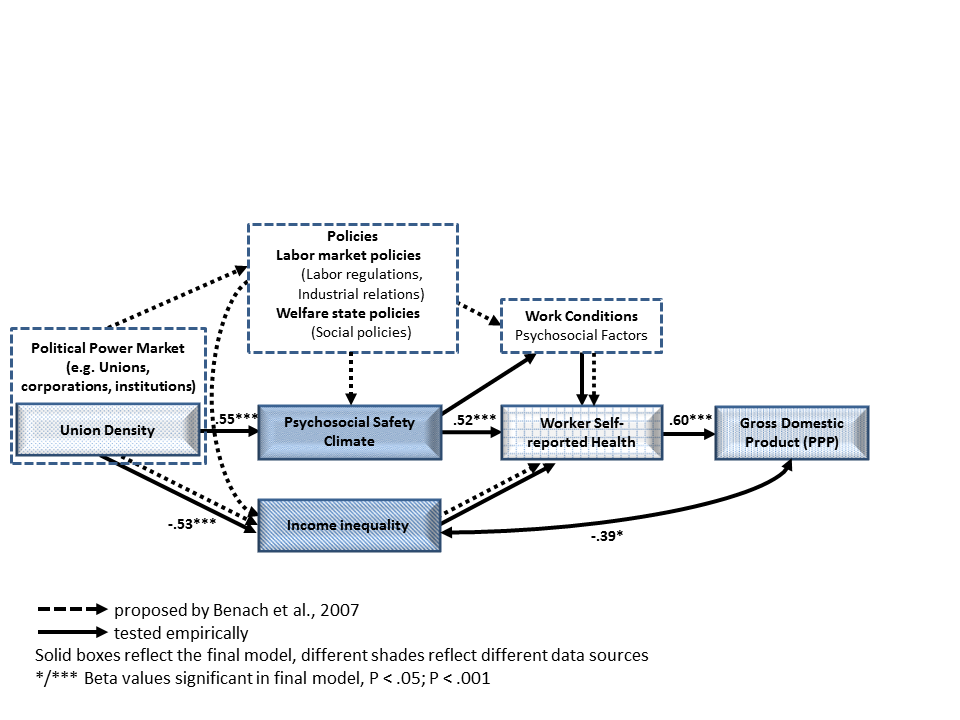 Policies
Labor market policies
(Labor regulations,
Industrial relations)
Welfare state policies
(Social policies)
Work Conditions
Psychosocial Factors
Political Power Market
(e.g. Unions,
corporations, institutions)
Union Density
.55***
Psychosocial Safety
Climate
.52***
Worker Self-
reported Health
.60***
Gross Domestic
Product (PPP)
-.53***
Income inequality
-.39*
proposed by Benach et al., 2007
tested empirically
Solid boxes reflect the final model, different shades reflect different data sources
*/*** Beta values significant in final model, P < .05; P < .001